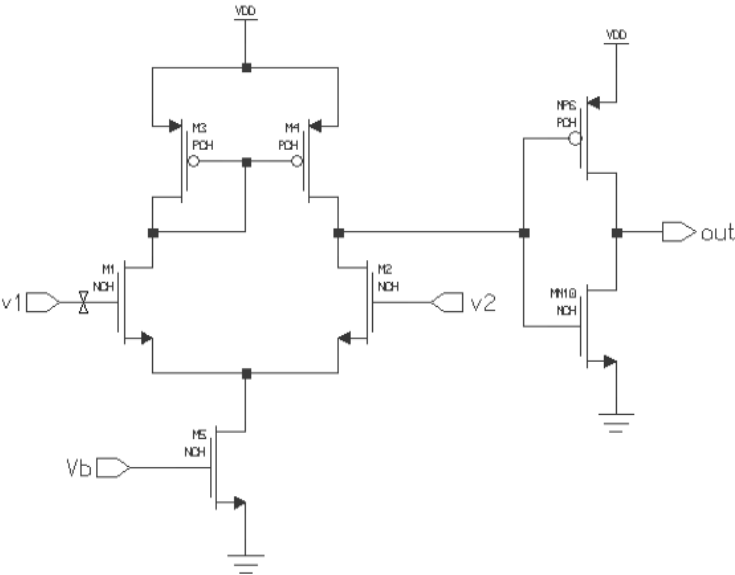 VDD
VDD
M3
PCH
M4
PCH
NP6
PCH
out
M1
NCH
M2
NCH
v1
v2
MN10
NCH
M5
NCH
Vb